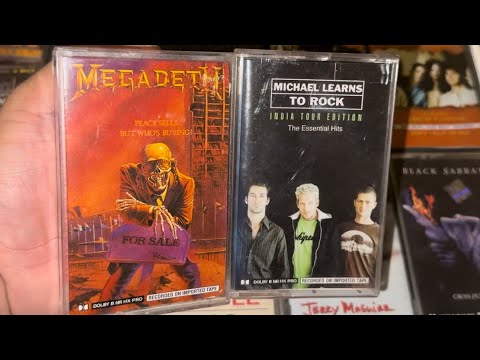 MEGADETH
PEACE SELLS...
BUT WHO'S BUYING?
FOR SALE
DOLBY B NR HX PRO
RECORDED ON IMPORTED TAPE
MICHAEL LEARNS
TO ROCK
INDIA TOUR EDITION
The Essential Hits
DOLBY B NR HX PRO
RECORDED ON IMPORTED TAPE
BLACK SABBAT
Jerry Maguire